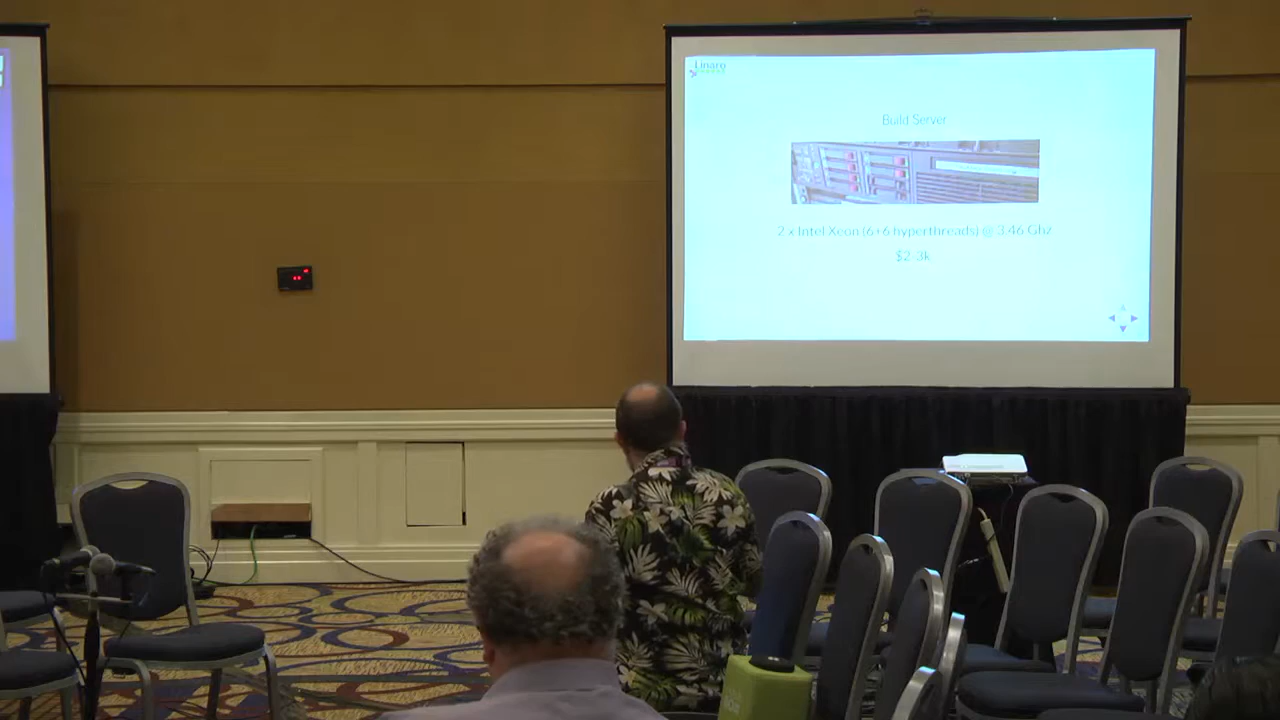 Linaro
Build Server
2 x Intel Xeon (6+6 hyperthreads) @ 3.46 Ghz
$2-3k